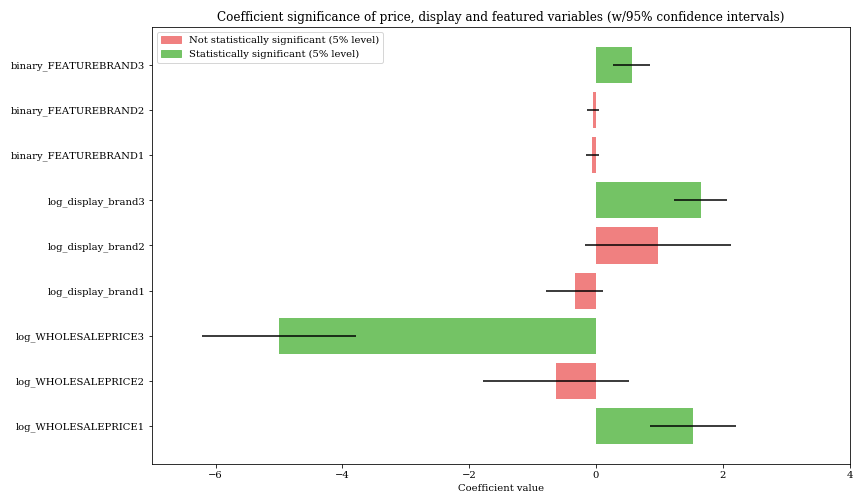 Coefficient significance of price, display and featured variables (w/95% confidence intervals)
Not statistically significant (5% level)
Statistically significant (5% level)
binary_FEATUREBRAND3
binary_FEATUREBRAND2
binary_FEATUREBRAND1
log_display_brand3
log_display_brand2
log_display_brand1
log_WHOLESALEPRICE3
log_WHOLESALEPRICE2
log_WHOLESALEPRICE1
−6 −4 −2 0 2 4
Coefficient value